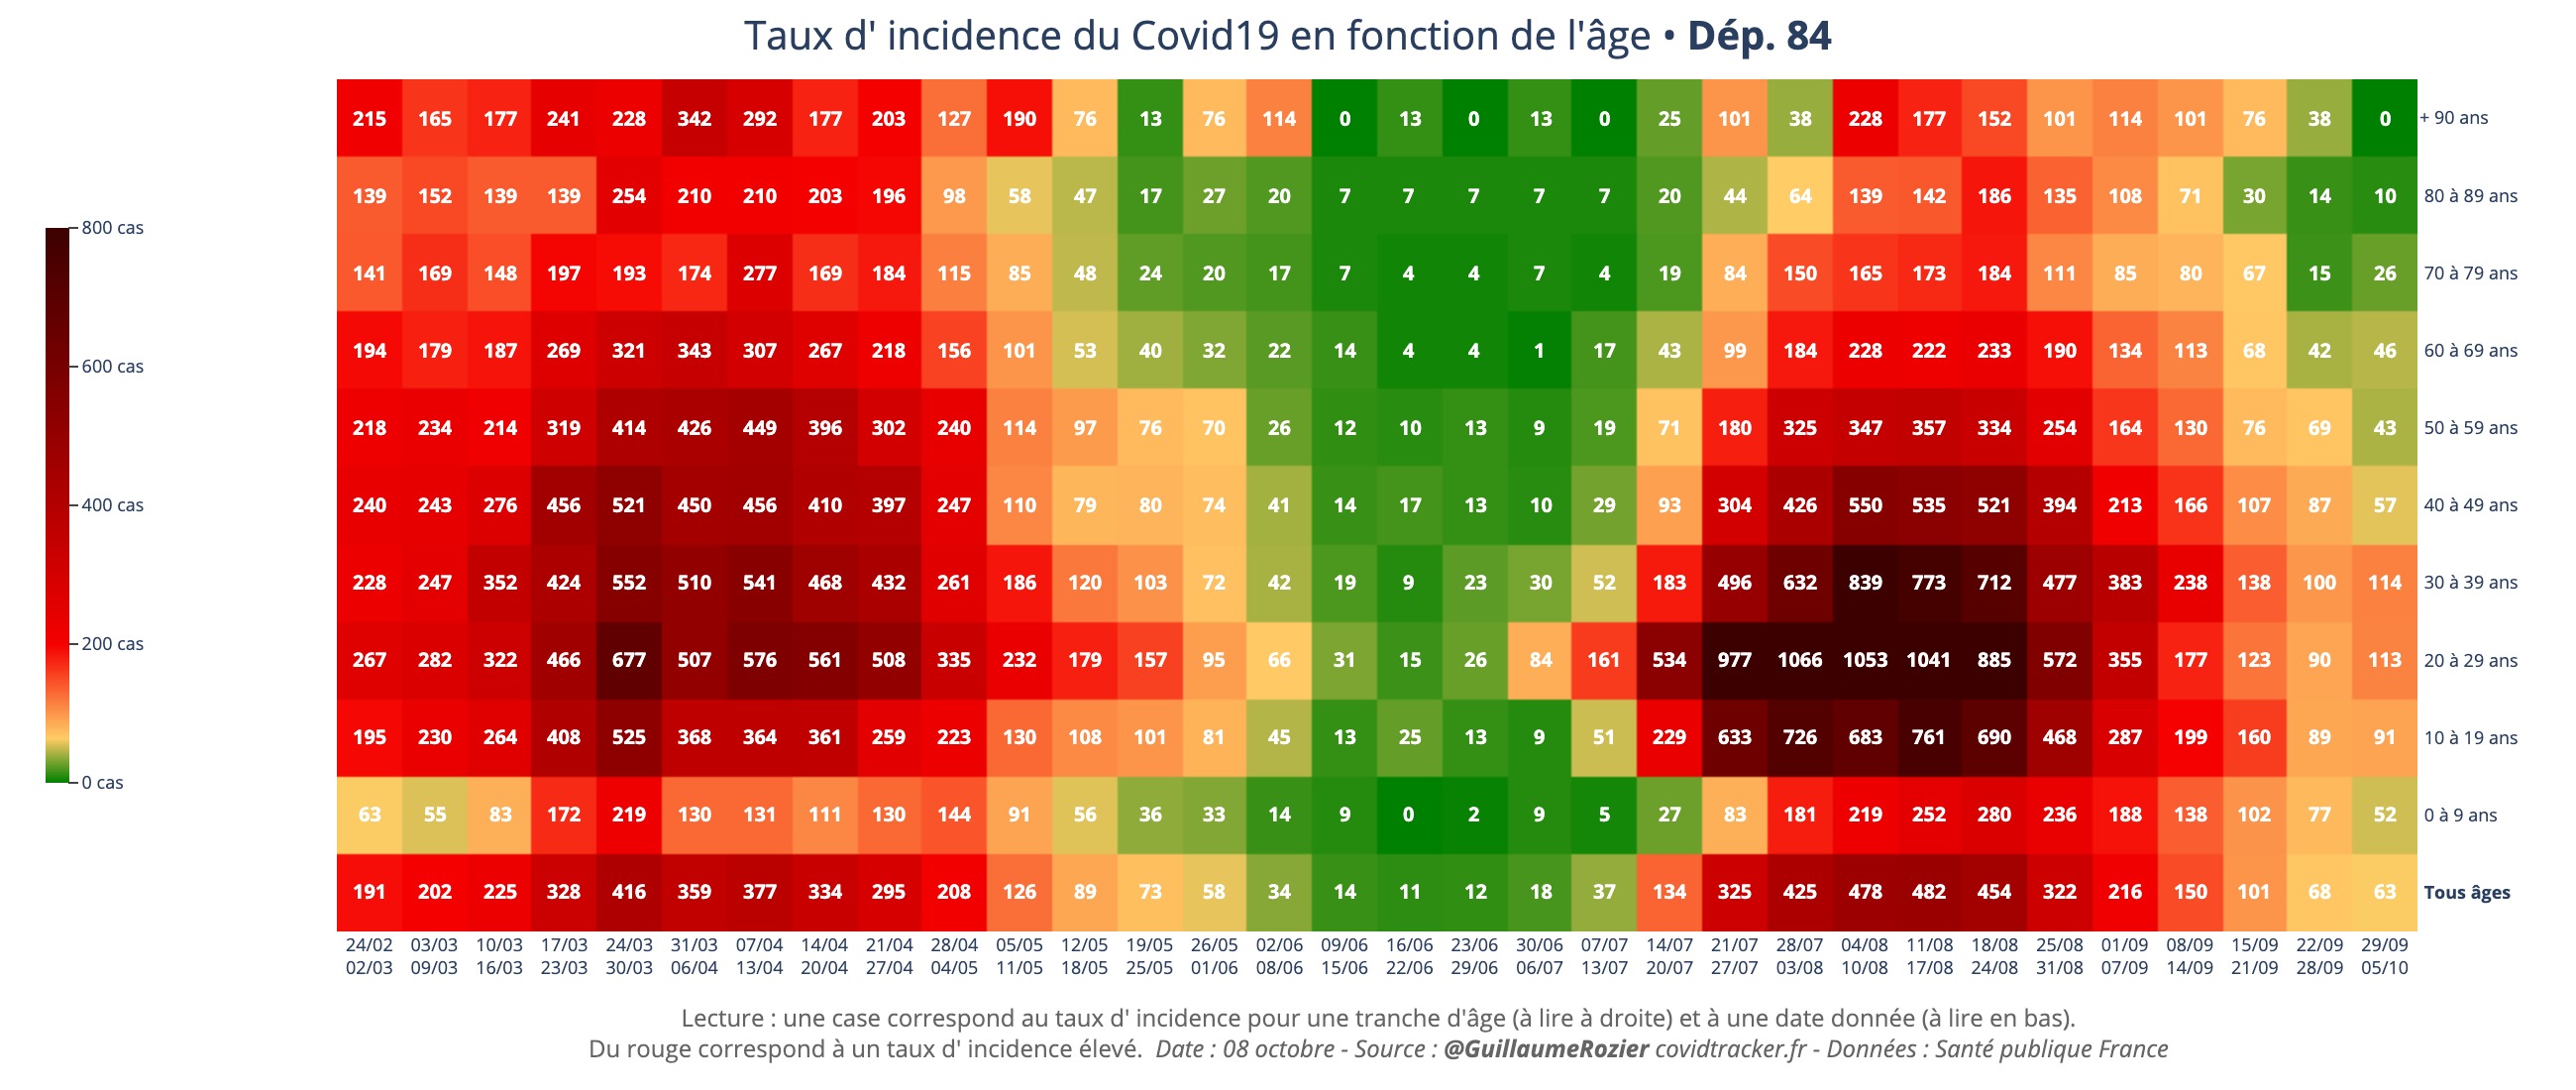 Taux d' incidence du Covid19 en fonction de l'âge • Dép. 84
800 cas
600 cas
400 cas
200 cas
0 cas
215 165 177 241 228 342 292 177 203 127 190 76 13 76 114 0 13 0 13 0 25 101 38 228 177 152 101 114 101 76 38 0 + 90 ans
139 152 139 139 254 210 210 203 196 98 58 47 17 27 20 7 7 7 7 7 20 44 64 139 142 186 135 108 71 30 14 10 80 à 89 ans
141 169 148 197 193 174 277 169 184 115 85 48 24 20 17 7 4 4 7 4 19 84 150 165 173 184 111 85 80 67 15 26 70 à 79 ans
194 179 187 269 321 343 307 267 218 156 101 53 40 32 22 14 4 4 1 17 43 99 184 228 222 233 190 134 113 68 42 46 60 à 69 ans
218 234 214 319 414 426 449 396 302 240 114 97 76 70 26 12 10 13 9 19 71 180 325 347 357 334 254 164 130 76 69 43 50 à 59 ans
240 243 276 456 521 450 456 410 397 247 110 79 80 74 41 14 17 13 10 29 93 304 426 550 535 521 394 213 166 107 87 57 40 à 49 ans
228 247 352 424 552 510 541 468 432 261 186 120 103 72 42 19 9 23 30 52 183 496 632 839 773 712 477 383 238 138 100 114 30 à 39 ans
267 282 322 466 677 507 576 561 508 335 232 179 157 95 66 31 15 26 84 161 534 977 1066 1053 1041 885 572 355 177 123 90 113 20 à 29 ans
195 230 264 408 525 368 364 361 259 223 130 108 101 81 45 13 25 13 9 51 229 633 726 683 761 690 468 287 199 160 89 91 10 à 19 ans
63 55 83 172 219 130 131 111 130 144 91 56 36 33 14 9 0 2 9 5 27 83 181 219 252 280 236 188 138 102 77 52 0 à 9 ans
191 202 225 328 416 359 377 334 295 208 126 89 73 58 34 14 11 12 18 37 134 325 425 478 482 454 322 216 150 101 68 63 Tous âges
24/02 03/03 10/03 17/03 24/03 31/03 07/04 14/04 21/04 28/04 05/05 12/05 19/05 26/05 02/06 09/06 16/06 23/06 30/06 07/07 14/07 21/07 28/07 04/08 11/08 18/08 25/08 01/09 08/09 15/09 22/09 29/09
02/03 09/03 16/03 23/03 30/03 06/04 13/04 20/04 27/04 04/05 11/05 18/05 25/05 01/06 08/06 15/06 22/06 29/06 06/07 13/07 20/07 27/07 03/08 10/08 17/08 24/08 31/08 07/09 14/09 21/09 28/09 05/10
Lecture : une case correspond au taux d' incidence pour une tranche d'âge (à lire à droite) et à une date donnée (à lire en bas).
Du rouge correspond à un taux d' incidence élevé. Date : 08 octobre - Source : @GuillaumeRozier covidtracker.fr - Données : Santé publique France